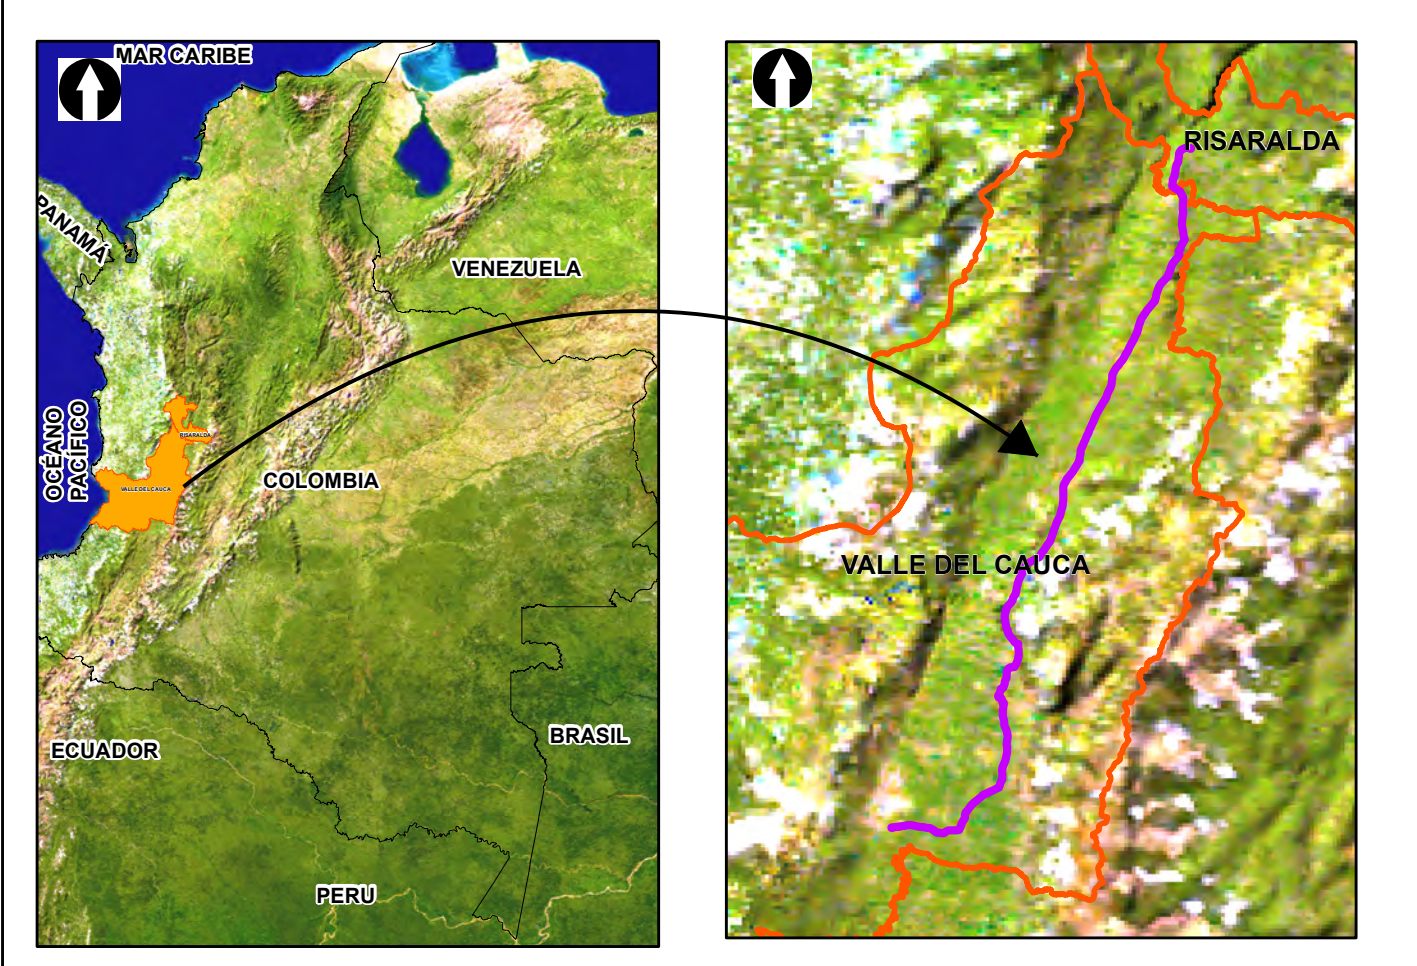 MAR CARIBE
PANAMÁ
VENEZUELA
OCÉANO
PACÍFICO
RISARALDA
VALLE DEL CAUCA
COLOMBIA
ECUADOR
BRASIL
PERU
RISARALDA
VALLE DEL CAUCA